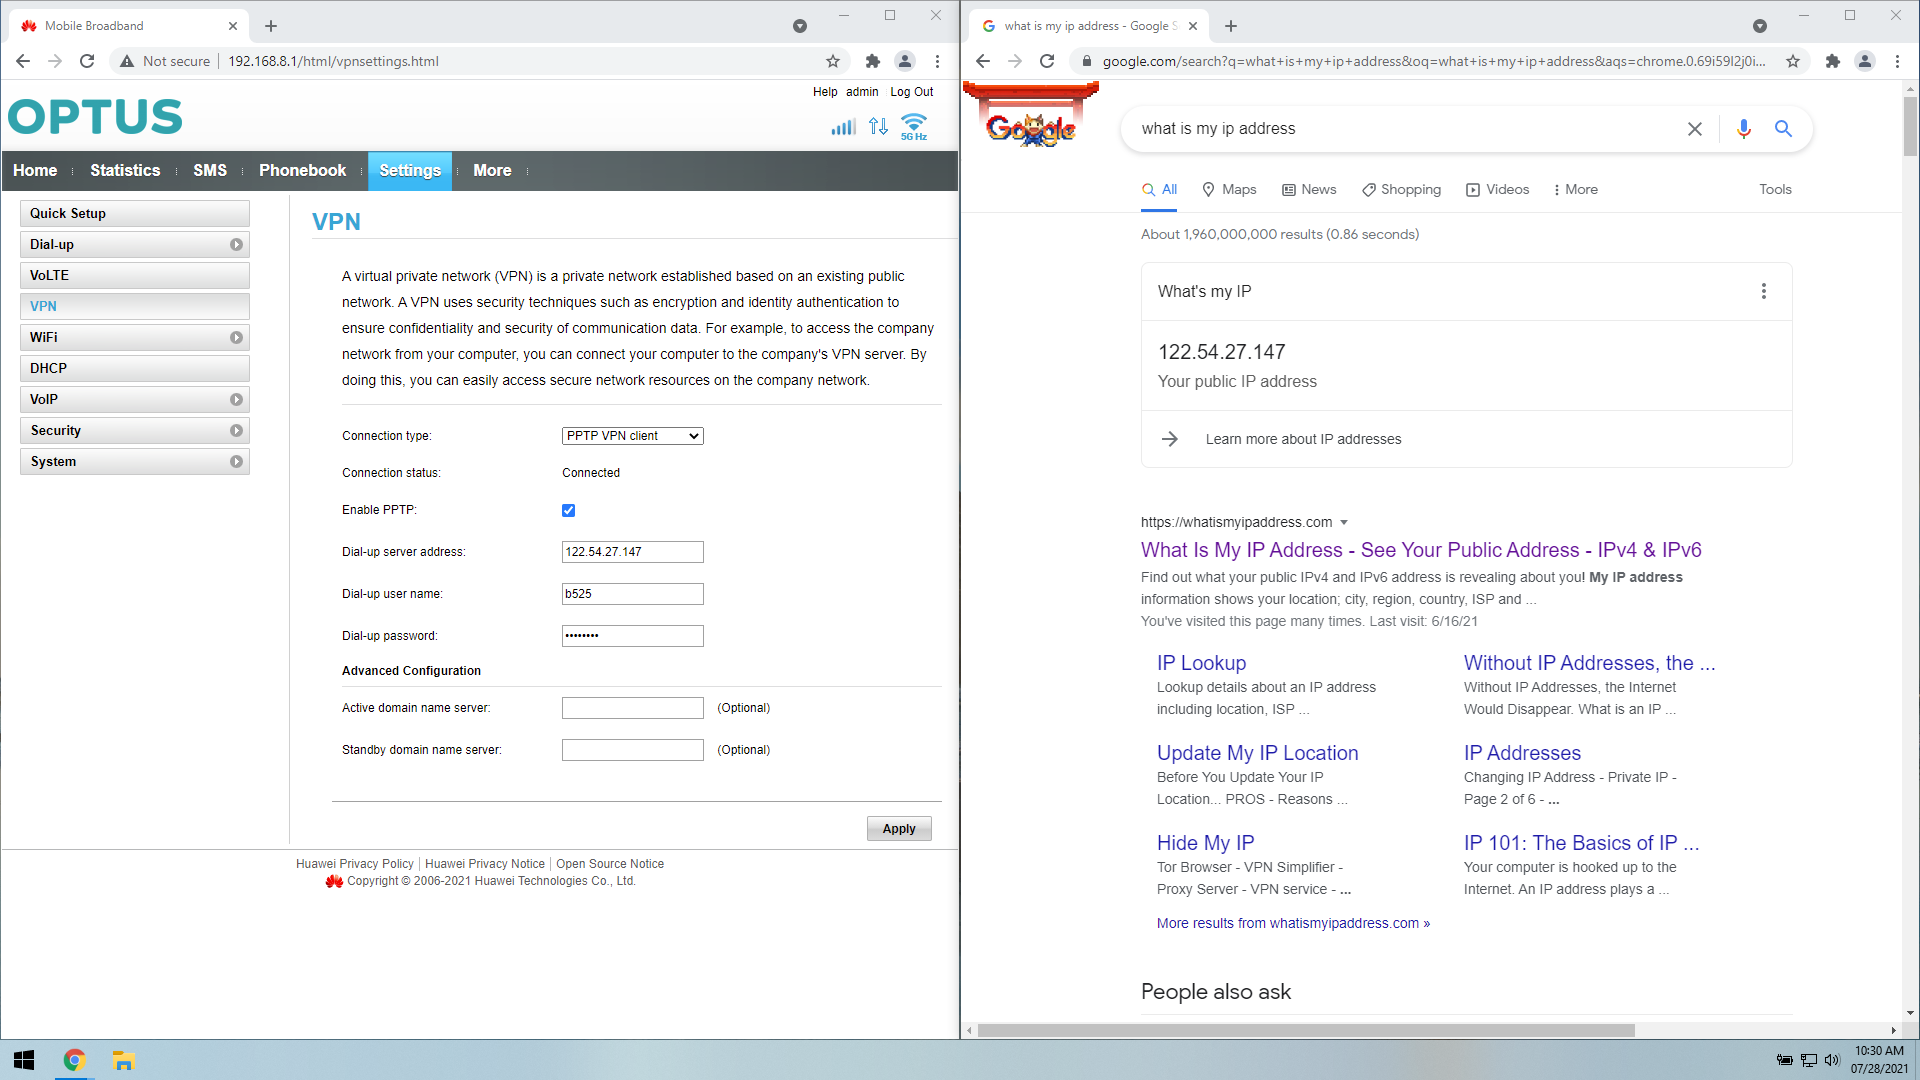 Mobile Broadband
Not secure
192.168.8.1/html/vpnsettings.html
Help admin Log Out
OPTUS
5G Hz
Home Statistics SMS Phonebook Settings More
Quick Setup
Dial-up
VoLTE
VPN
WiFi
DHCP
VoIP
Security
System
VPN
A virtual private network (VPN) is a private network established based on an existing public
network. A VPN uses security techniques such as encryption and identity authentication to
ensure confidentiality and security of communication data. For example, to access the company
network from your computer, you can connect your computer to the company's VPN server. By
doing this, you can easily access secure network resources on the company network.
Connection type: PPTP VPN client
Connection status: Connected
Enable PPTP:
Dial-up server address: 122.54.27.147
Dial-up user name: b525
Dial-up password: ••••••••
Advanced Configuration
Active domain name server: (Optional)
Standby domain name server: (Optional)
Apply
Huawei Privacy Policy | Huawei Privacy Notice | Open Source Notice
Copyright © 2006-2021 Huawei Technologies Co., Ltd.
what is my ip address - Google S
google.com/search?q=what+is+my+ip+address&oq=what+is+my+ip+address&aqs=chrome.0.69i59l2j0i...
Google
what is my ip address
All Maps News Shopping Videos More Tools
About 1,960,000,000 results (0.86 seconds)
What's my IP
122.54.27.147
Your public IP address
Learn more about IP addresses
https://whatismyipaddress.com
What Is My IP Address - See Your Public Address - IPv4 & IPv6
Find out what your public IPv4 and IPv6 address is revealing about you! My IP address
information shows your location; city, region, country, ISP and ...
You've visited this page many times. Last visit: 6/16/21
IP Lookup
Lookup details about an IP address
including location, ISP ...
Without IP Addresses, the ...
Without IP Addresses, the Internet
Would Disappear. What is an IP ...
Update My IP Location
Before You Update Your IP
Location... PROS - Reasons ...
IP Addresses
Changing IP Address - Private IP -
Page 2 of 6 - ...
Hide My IP
Tor Browser - VPN Simplifier -
Proxy Server - VPN service - ...
IP 101: The Basics of IP ...
Your computer is hooked up to the
Internet. An IP address plays a ...
More results from whatismyipaddress.com »
People also ask
10:30 AM
07/28/2021